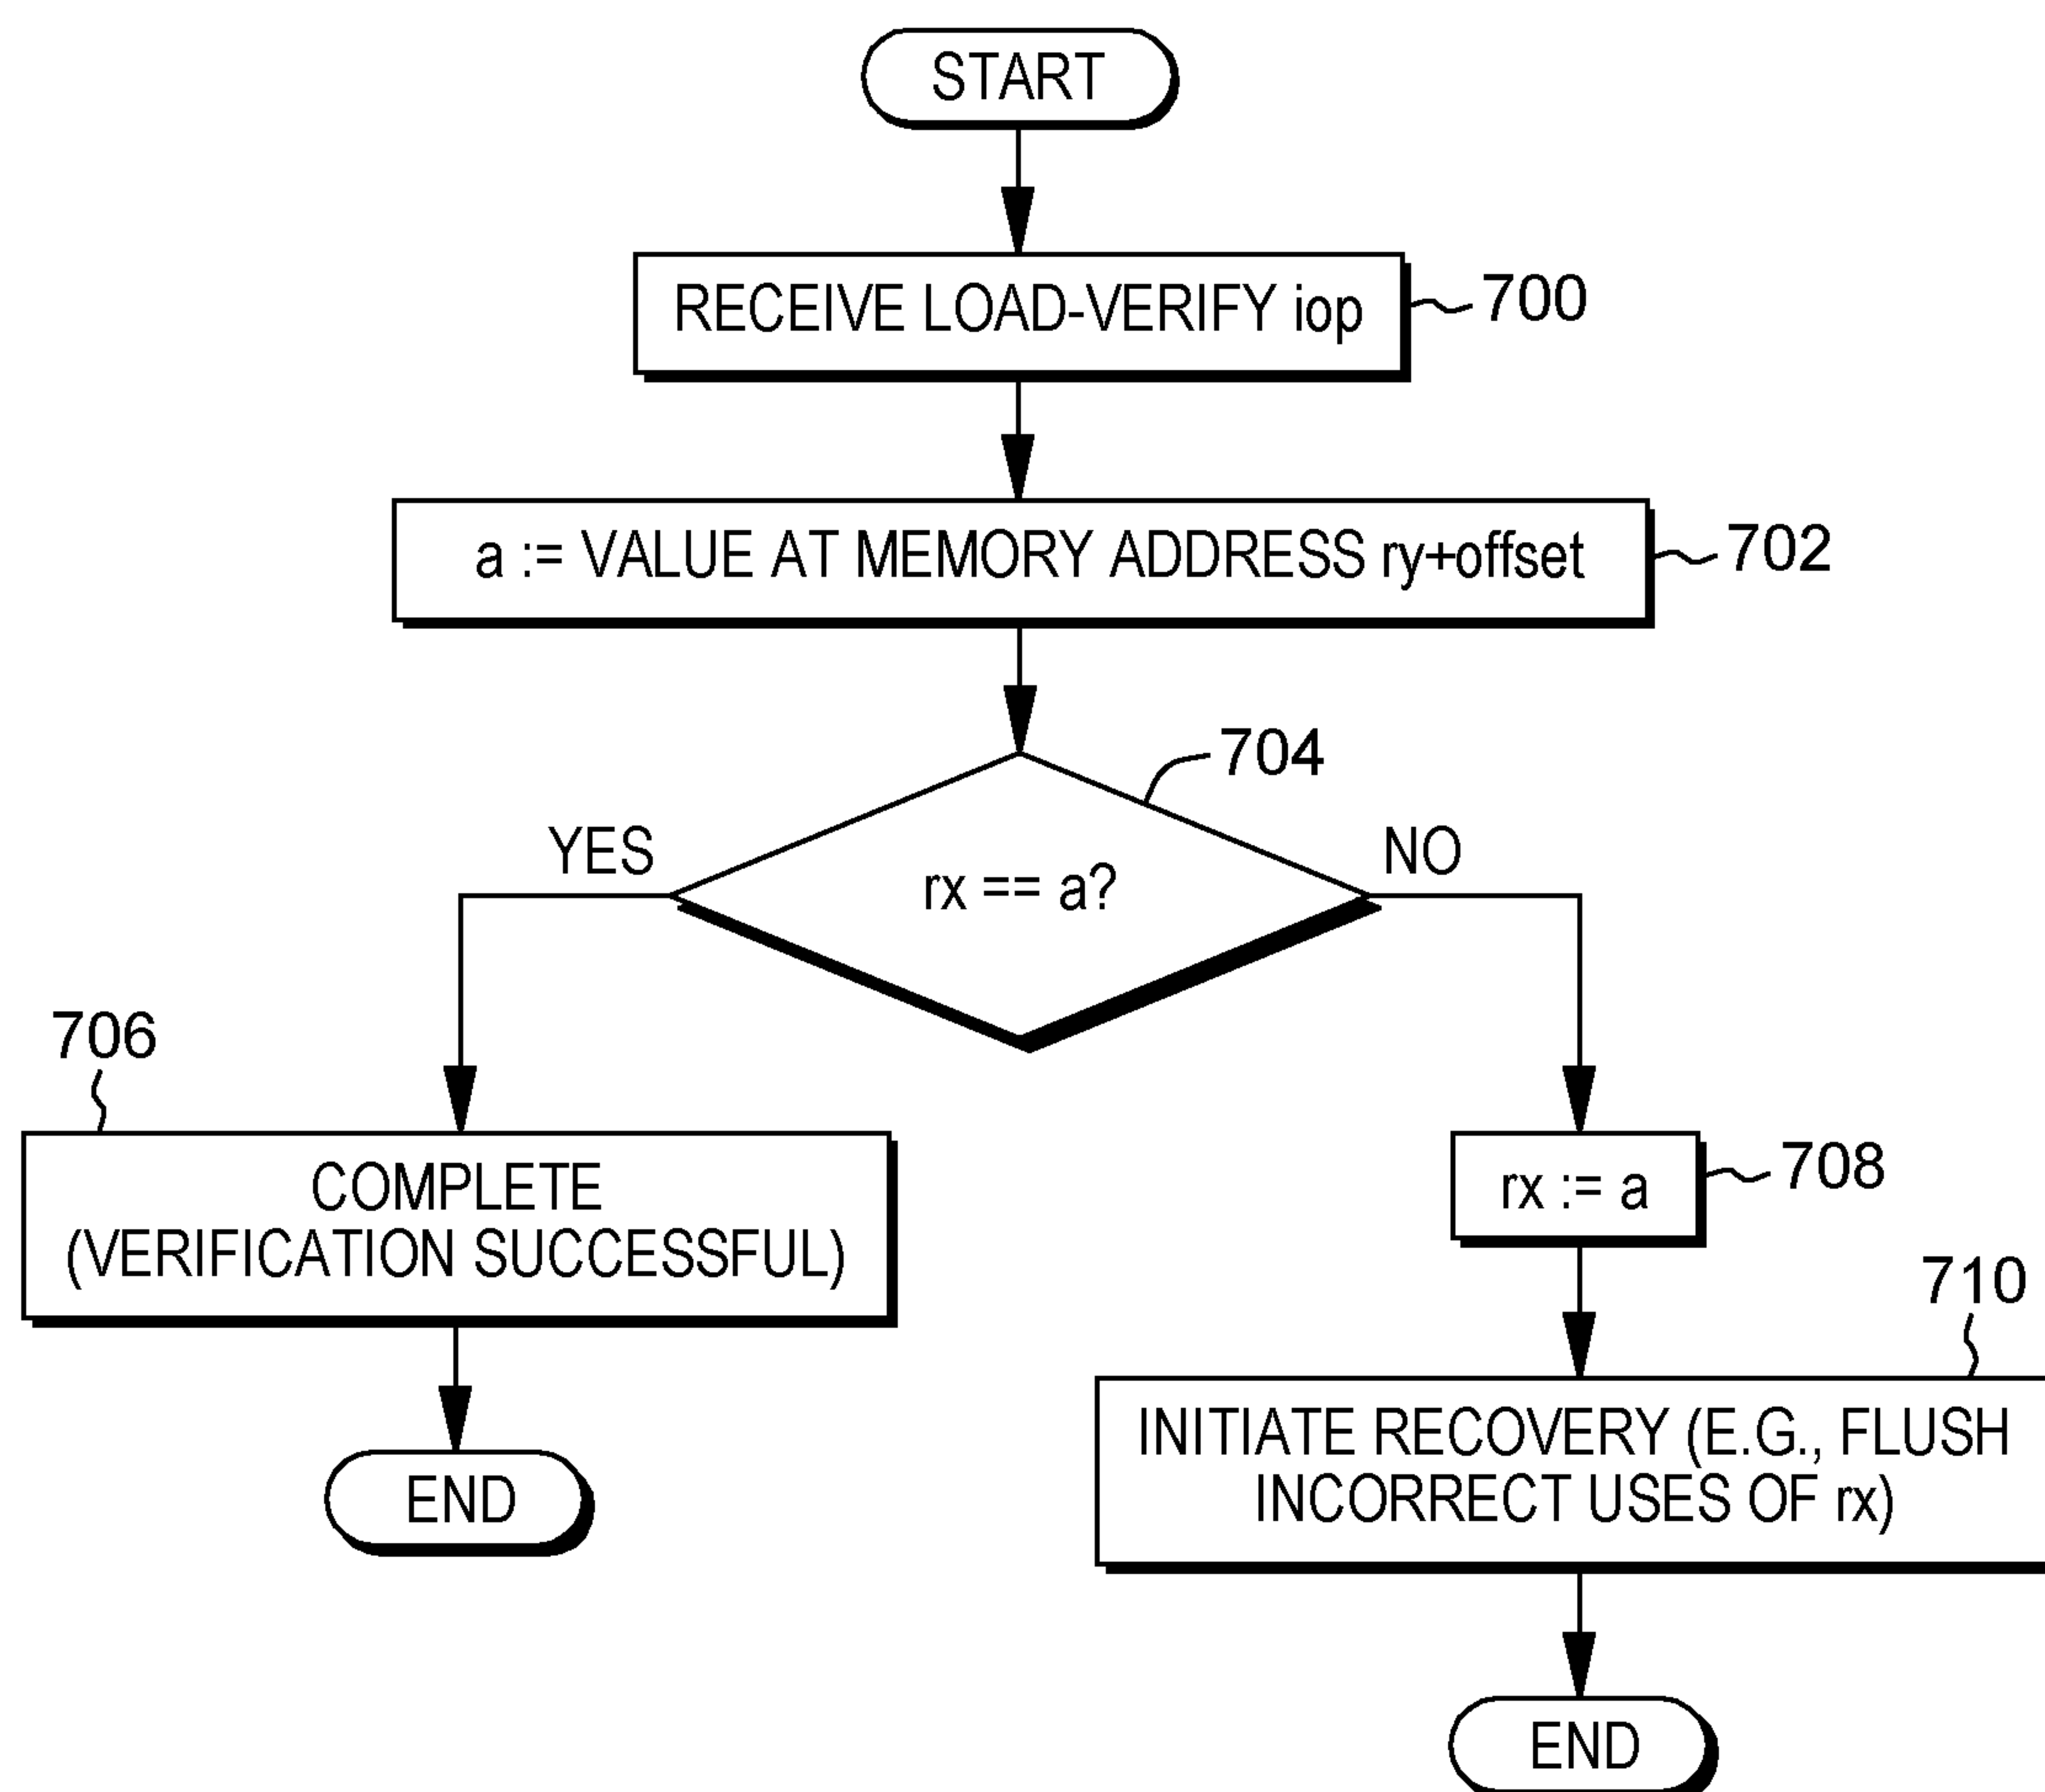 START
RECEIVE LOAD-VERIFY iop
700
a := VALUE AT MEMORY ADDRESS ry+offset
702
704
YES
rx == a?
NO
706
COMPLETE
(VERIFICATION SUCCESSFUL)
rx := a
708
710
INITIATE RECOVERY (E.G., FLUSH
INCORRECT USES OF rx)
END
END